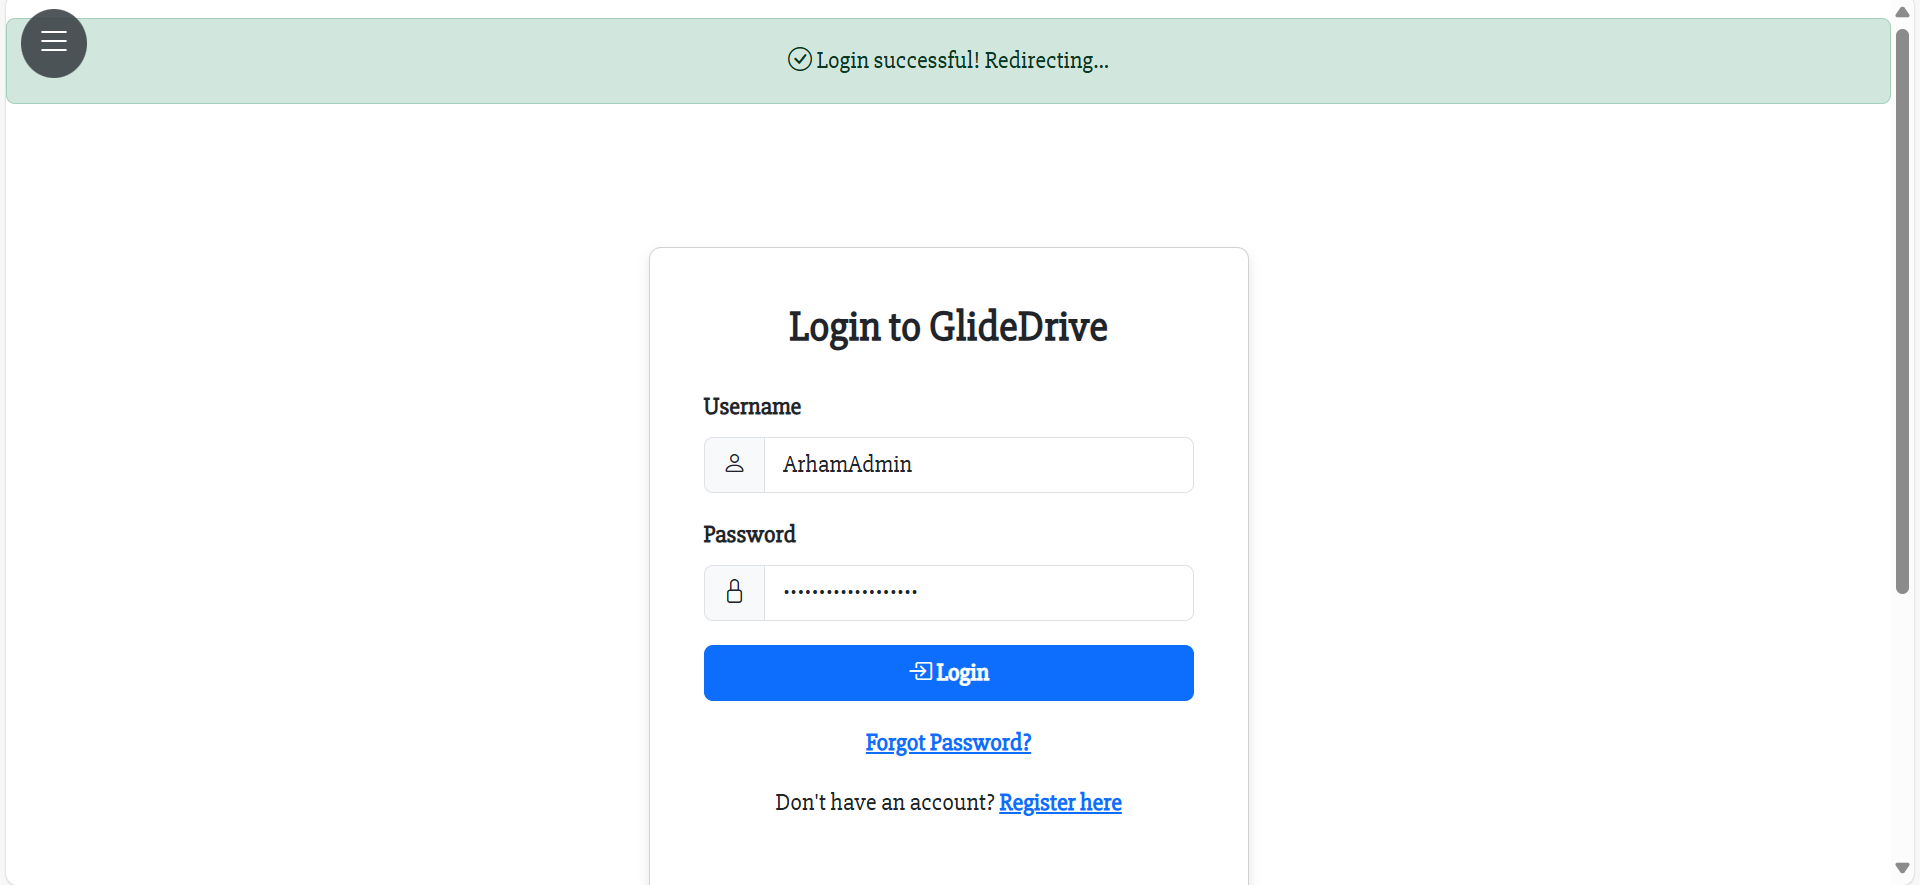 Login successful! Redirecting...
Login to GlideDrive
Username
ArhamAdmin
Password
•••••••••••••••••••
Login
Forgot Password?
Don't have an account? Register here